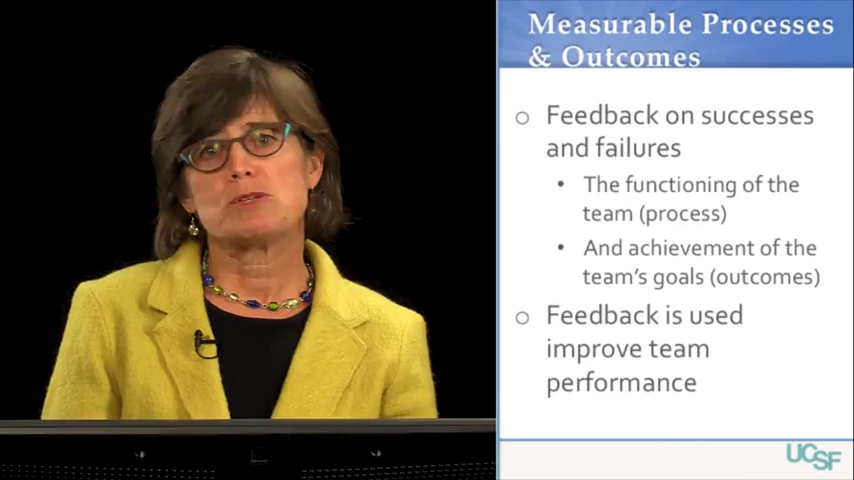 Measurable Processes
& Outcomes
Feedback on successes
and failures
The functioning of the
team (process)
And achievement of the
team's goals (outcomes)
Feedback is used
improve team
performance
UCSF